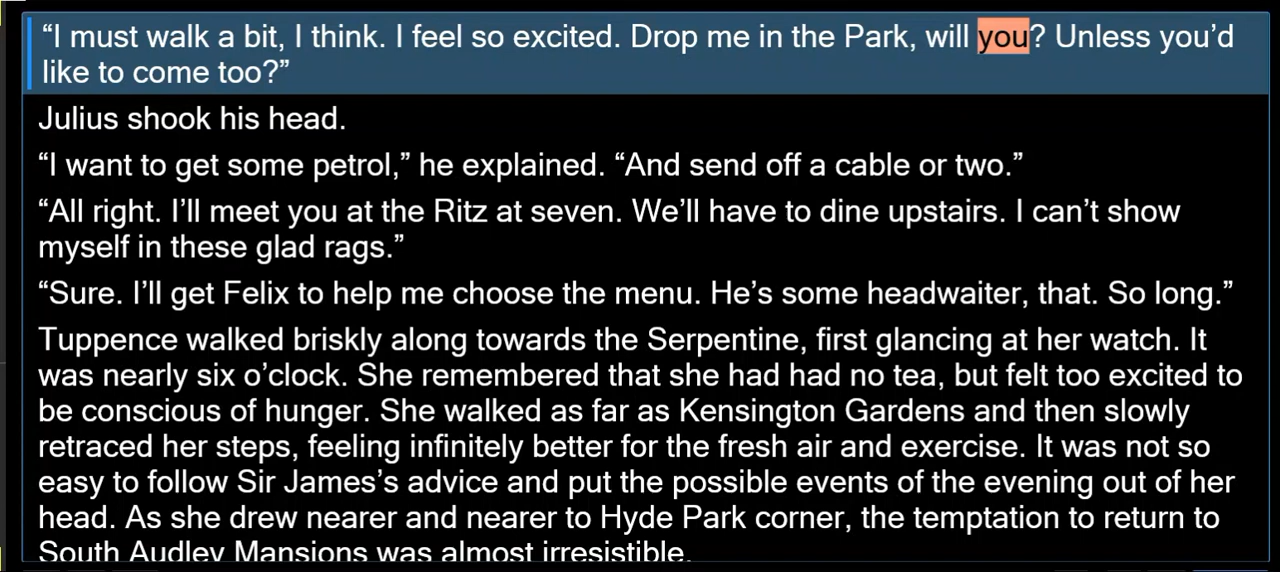 “I must walk a bit, I think. I feel so excited. Drop me in the Park, will you? Unless you’d
like to come too?”
Julius shook his head.
“I want to get some petrol,” he explained. “And send off a cable or two.”
“All right. I’ll meet you at the Ritz at seven. We’ll have to dine upstairs. I can’t show
myself in these glad rags.”
“Sure. I’ll get Felix to help me choose the menu. He’s some headwaiter, that. So long.”
Tuppence walked briskly along towards the Serpentine, first glancing at her watch. It
was nearly six o’clock. She remembered that she had had no tea, but felt too excited to
be conscious of hunger. She walked as far as Kensington Gardens and then slowly
retraced her steps, feeling infinitely better for the fresh air and exercise. It was not so
easy to follow Sir James’s advice and put the possible events of the evening out of her
head. As she drew nearer and nearer to Hyde Park corner, the temptation to return to
South Audley Mansions was almost irresistible.